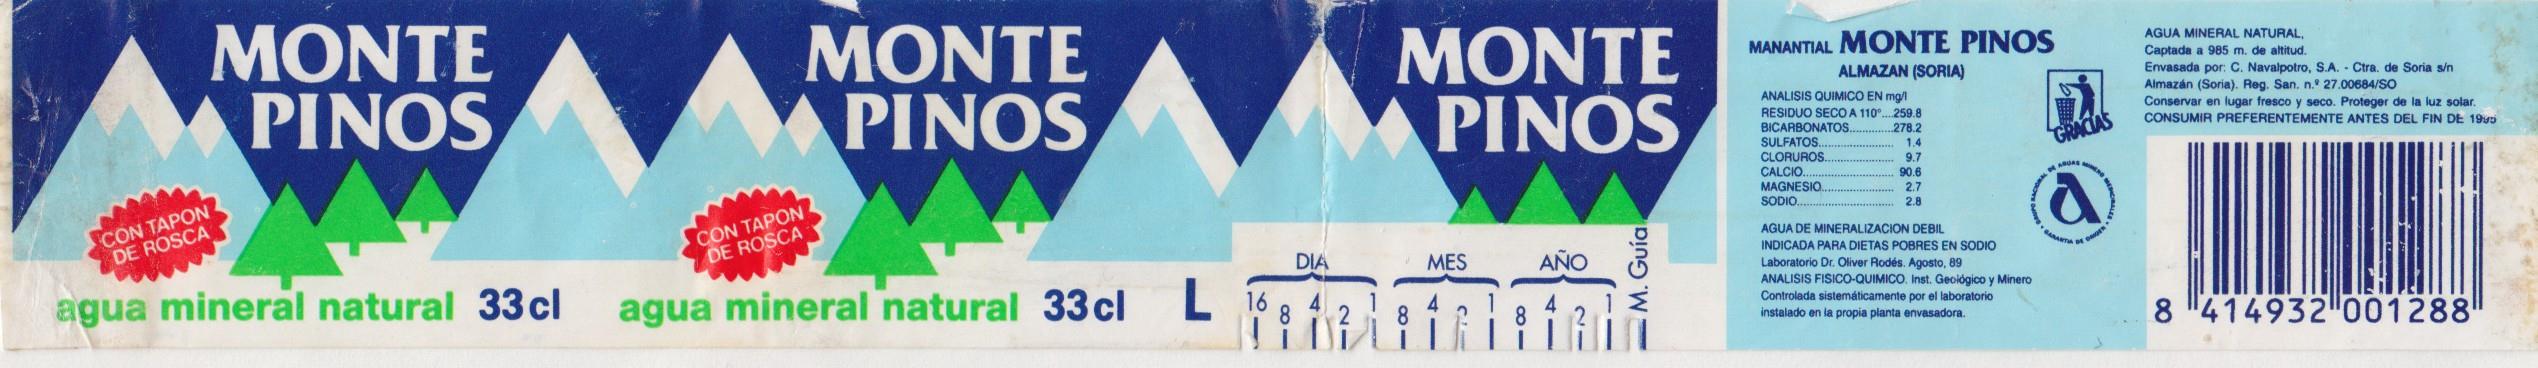 MONTE
PINOS
CON TAPON
DE ROSCA
agua mineral natural 33cl
MONTE
PINOS
CON TAPON
DE ROSCA
agua mineral natural 33cl
MONTE
PINOS
L
DIA MES AÑO
16 8 4 2 1 8 4 2 1 8 4 2 1
M. Guía
MANANTIAL MONTE PINOS
ALMAZAN (SORIA)
ANALISIS QUIMICO EN mg/l
RESIDUO SECO A 110°....259.8
BICARBONATOS............278.2
SULFATOS........................ 1.4
CLORUROS...................... 9.7
CALCIO........................... 90.6
MAGNESIO....................... 2.7
SODIO............................. 2.8
AGUA DE MINERALIZACION DEBIL
INDICADA PARA DIETAS POBRES EN SODIO
Laboratorio Dr. Oliver Rodés. Agosto, 89
ANALISIS FISICO-QUIMICO. Inst. Geológico y Minero
Controlada sistemáticamente por el laboratorio
instalado en la propia planta envasadora.
GRACIAS
GARANTIA DE ORIGEN
AGUA MINERAL NATURAL,
Captada a 985 m. de altitud.
Envasada por: C. Navalpotro, S.A. - Ctra. de Soria s/n
Almazán (Soria). Reg. San. n.º 27.00684/SO
Conservar en lugar fresco y seco. Proteger de la luz solar.
CONSUMIR PREFERENTEMENTE ANTES DEL FIN DE 1995
8 414932 001288